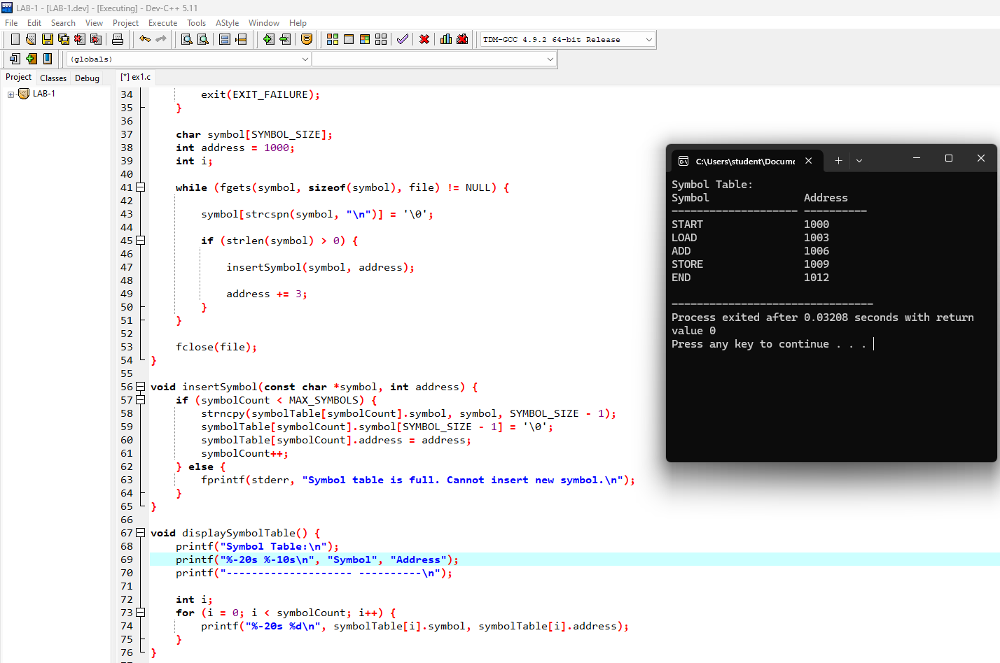 LAB-1 - [LAB-1.dev] - [Executing] - Dev-C++ 5.11
File Edit Search View Project Execute Tools AStyle Window Help
TDM-GCC 4.9.2 64-bit Release
(globals)
Project Classes Debug
[*] ex1.c
LAB-1
34 exit(EXIT_FAILURE);
35 }
36
37 char symbol[SYMBOL_SIZE];
38 int address = 1000;
39 int i;
40
41 while (fgets(symbol, sizeof(symbol), file) != NULL) {
42
43 symbol[strcspn(symbol, "\n")] = '\0';
44
45 if (strlen(symbol) > 0) {
46
47 insertSymbol(symbol, address);
48
49 address += 3;
50 }
51 }
52
53 fclose(file);
54 }
55
56 void insertSymbol(const char *symbol, int address) {
57 if (symbolCount < MAX_SYMBOLS) {
58 strncpy(symbolTable[symbolCount].symbol, symbol, SYMBOL_SIZE - 1);
59 symbolTable[symbolCount].symbol[SYMBOL_SIZE - 1] = '\0';
60 symbolTable[symbolCount].address = address;
61 symbolCount++;
62 } else {
63 fprintf(stderr, "Symbol table is full. Cannot insert new symbol.\n");
64 }
65 }
66
67 void displaySymbolTable() {
68 printf("Symbol Table:\n");
69 printf("%-20s %-10s\n", "Symbol", "Address");
70 printf("-------------------- ----------\n");
71
72 int i;
73 for (i = 0; i < symbolCount; i++) {
74 printf("%-20s %d\n", symbolTable[i].symbol, symbolTable[i].address);
75 }
76 }
C:\Users\student\Docume
Symbol Table:
Symbol Address
-------------------- ----------
START 1000
LOAD 1003
ADD 1006
STORE 1009
END 1012
--------------------------------
Process exited after 0.03208 seconds with return
value 0
Press any key to continue . . .